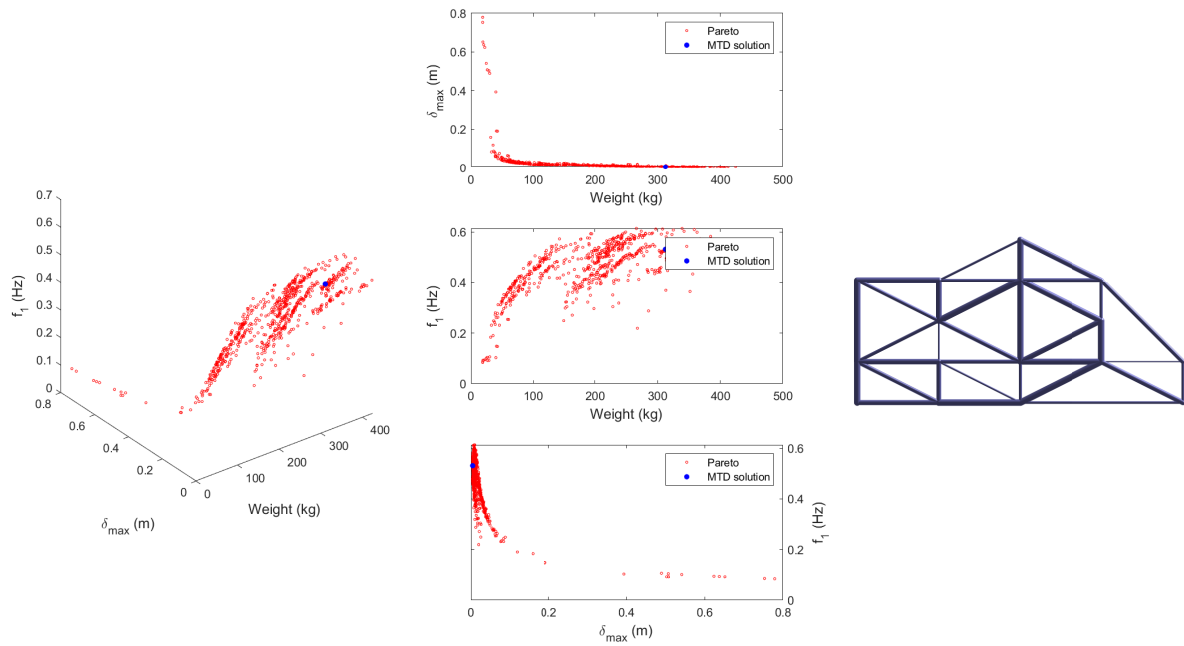 0.7
0.6
0.5
0.4
0.3
0.2
0.1
0
f1 (Hz)
0.8
0.6
0.4
0.2
0
δmax (m)
0
100
200
300
400
Weight (kg)
0.8
0.6
0.4
0.2
0
δmax (m)
Pareto
MTD solution
0 100 200 300 400 500
Weight (kg)
0.6
0.4
0.2
0
f1 (Hz)
Pareto
MTD solution
0 100 200 300 400 500
Weight (kg)
Pareto
MTD solution
0.6
0.4
0.2
0
f1 (Hz)
0 0.2 0.4 0.6 0.8
δmax (m)